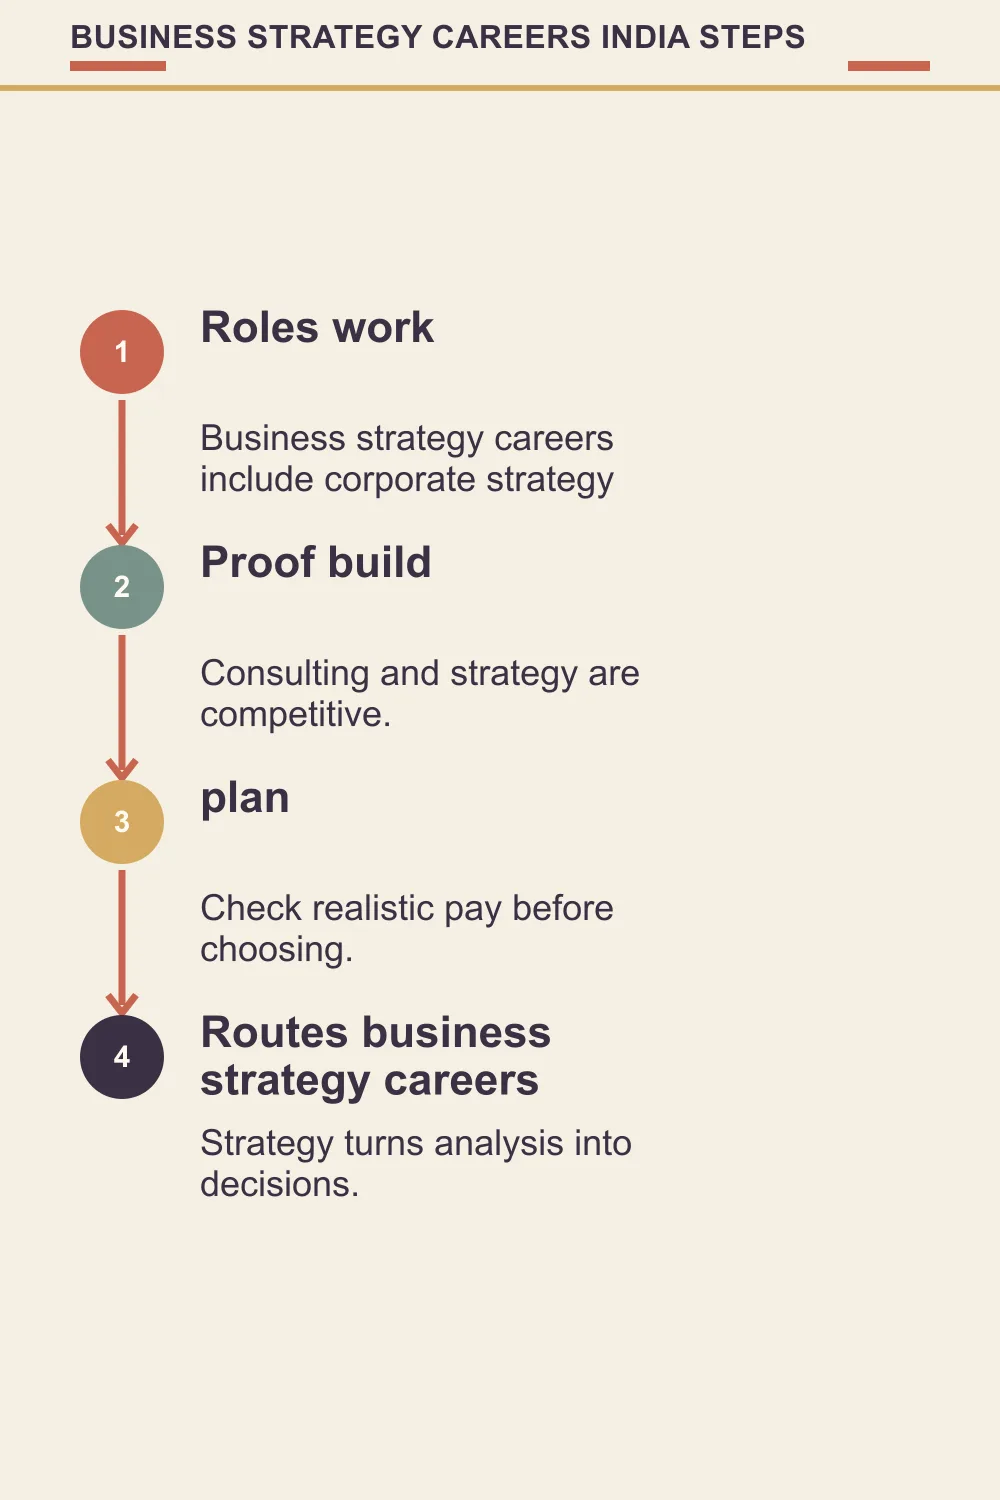 BUSINESS STRATEGY CAREERS INDIA STEPS
1
Roles work
Business strategy careers
include corporate strategy
2
Proof build
Consulting and strategy are
competitive.
3
plan
Check realistic pay before
choosing.
4
Routes business
strategy careers
Strategy turns analysis into
decisions.